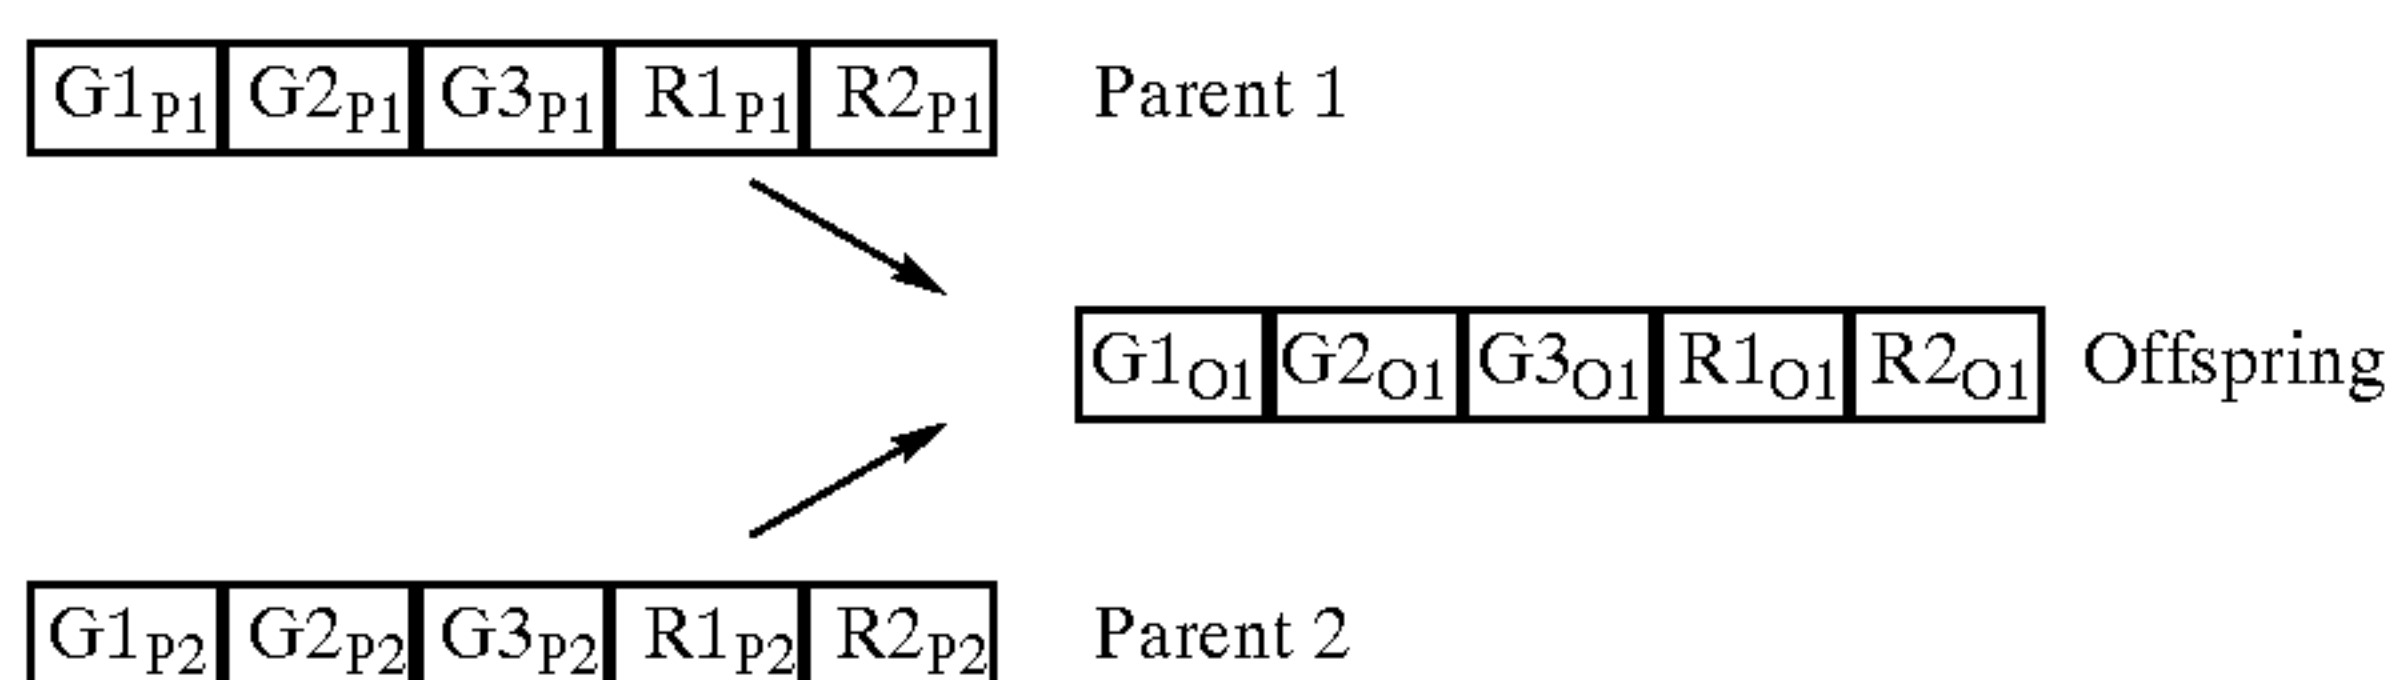 G1P1 G2P1 G3P1 R1P1 R2P1 Parent 1
G1O1 G2O1 G3O1 R1O1 R2O1 Offspring
G1P2 G2P2 G3P2 R1P2 R2P2 Parent 2